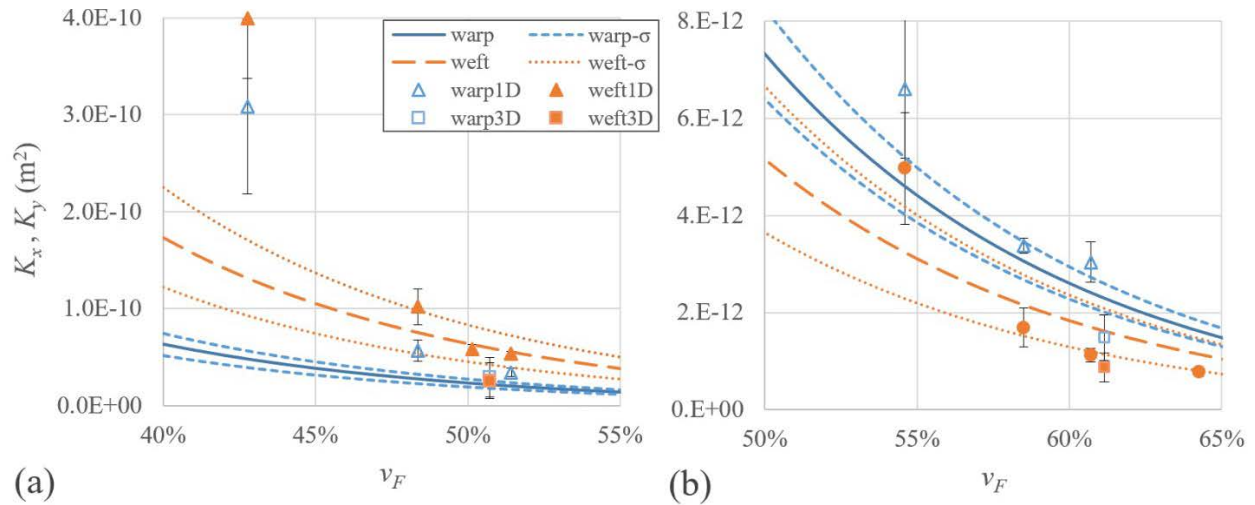 4.0E-10
3.0E-10
2.0E-10
1.0E-10
0.0E+00
Kx , Ky (m²)
40% 45% 50% 55%
vF
(a)
warp warp-σ
weft weft-σ
warp1D weft1D
warp3D weft3D
8.E-12
6.E-12
4.E-12
2.E-12
0.E+00
50% 55% 60% 65%
vF
(b)